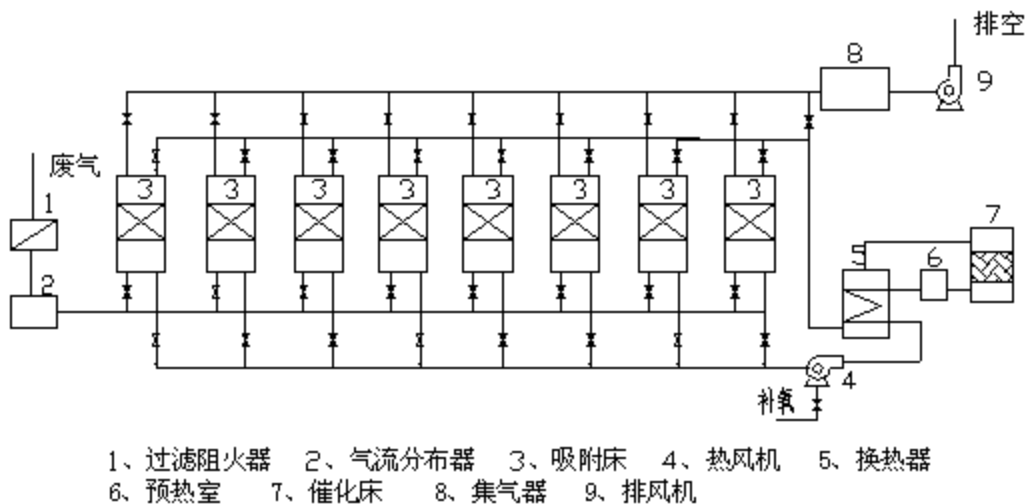 排空
8
9
废气
3 3 3 3 3 3 3 3
1
7
5 6
2
4
补氧
1、过滤阻火器 2、气流分布器 3、吸附床 4、热风机 5、换热器
6、预热室 7、催化床 8、集气器 9、排风机